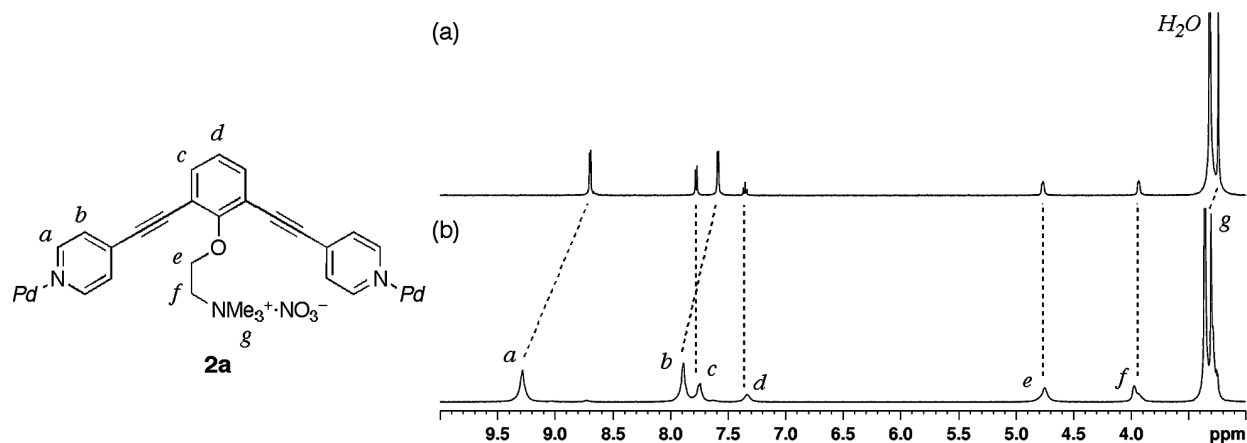 (a)
H₂O
d
c
b
a
N
Pd
O
e
f
NMe₃⁺·NO₃⁻
g
N
Pd
2a
(b)
g
a
b
c
d
e
f
9.5 9.0 8.5 8.0 7.5 7.0 6.5 6.0 5.5 5.0 4.5 4.0 ppm